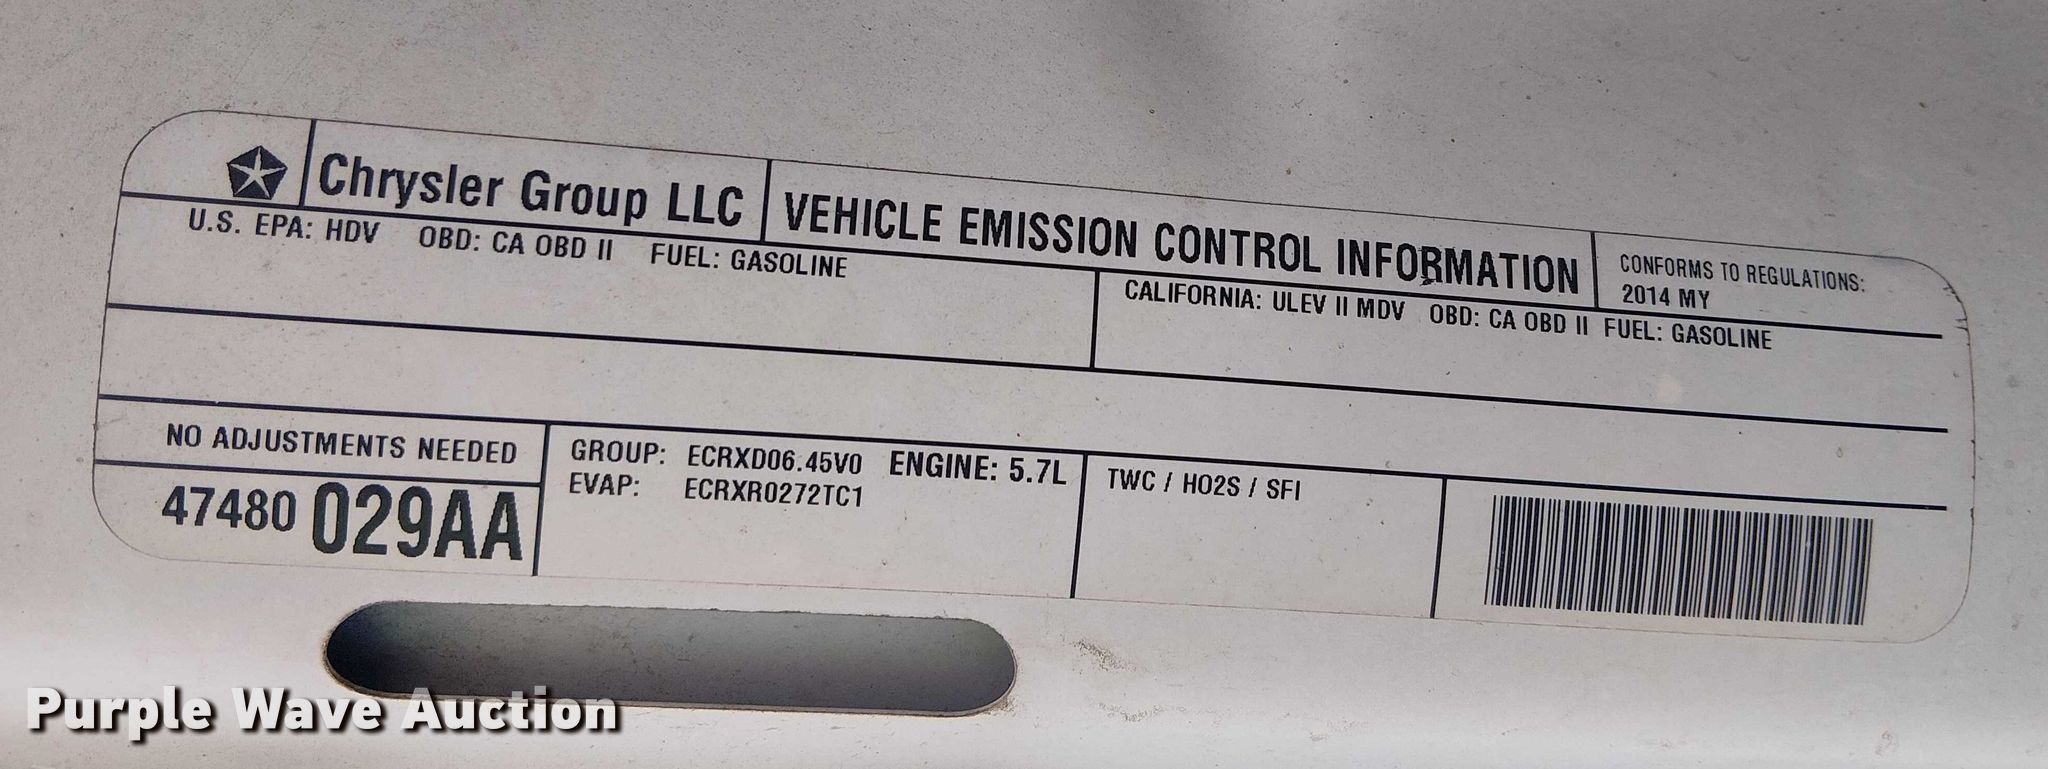 Chrysler Group LLC
VEHICLE EMISSION CONTROL INFORMATION
CONFORMS TO REGULATIONS:
2014 MY
U.S. EPA: HDV OBD: CA OBD II FUEL: GASOLINE
CALIFORNIA: ULEV II MDV OBD: CA OBD II FUEL: GASOLINE
NO ADJUSTMENTS NEEDED
47480 029AA
GROUP: ECRXD06.45V0 ENGINE: 5.7L
EVAP: ECRXR0272TC1
TWC / HO2S / SFI
Purple Wave Auction